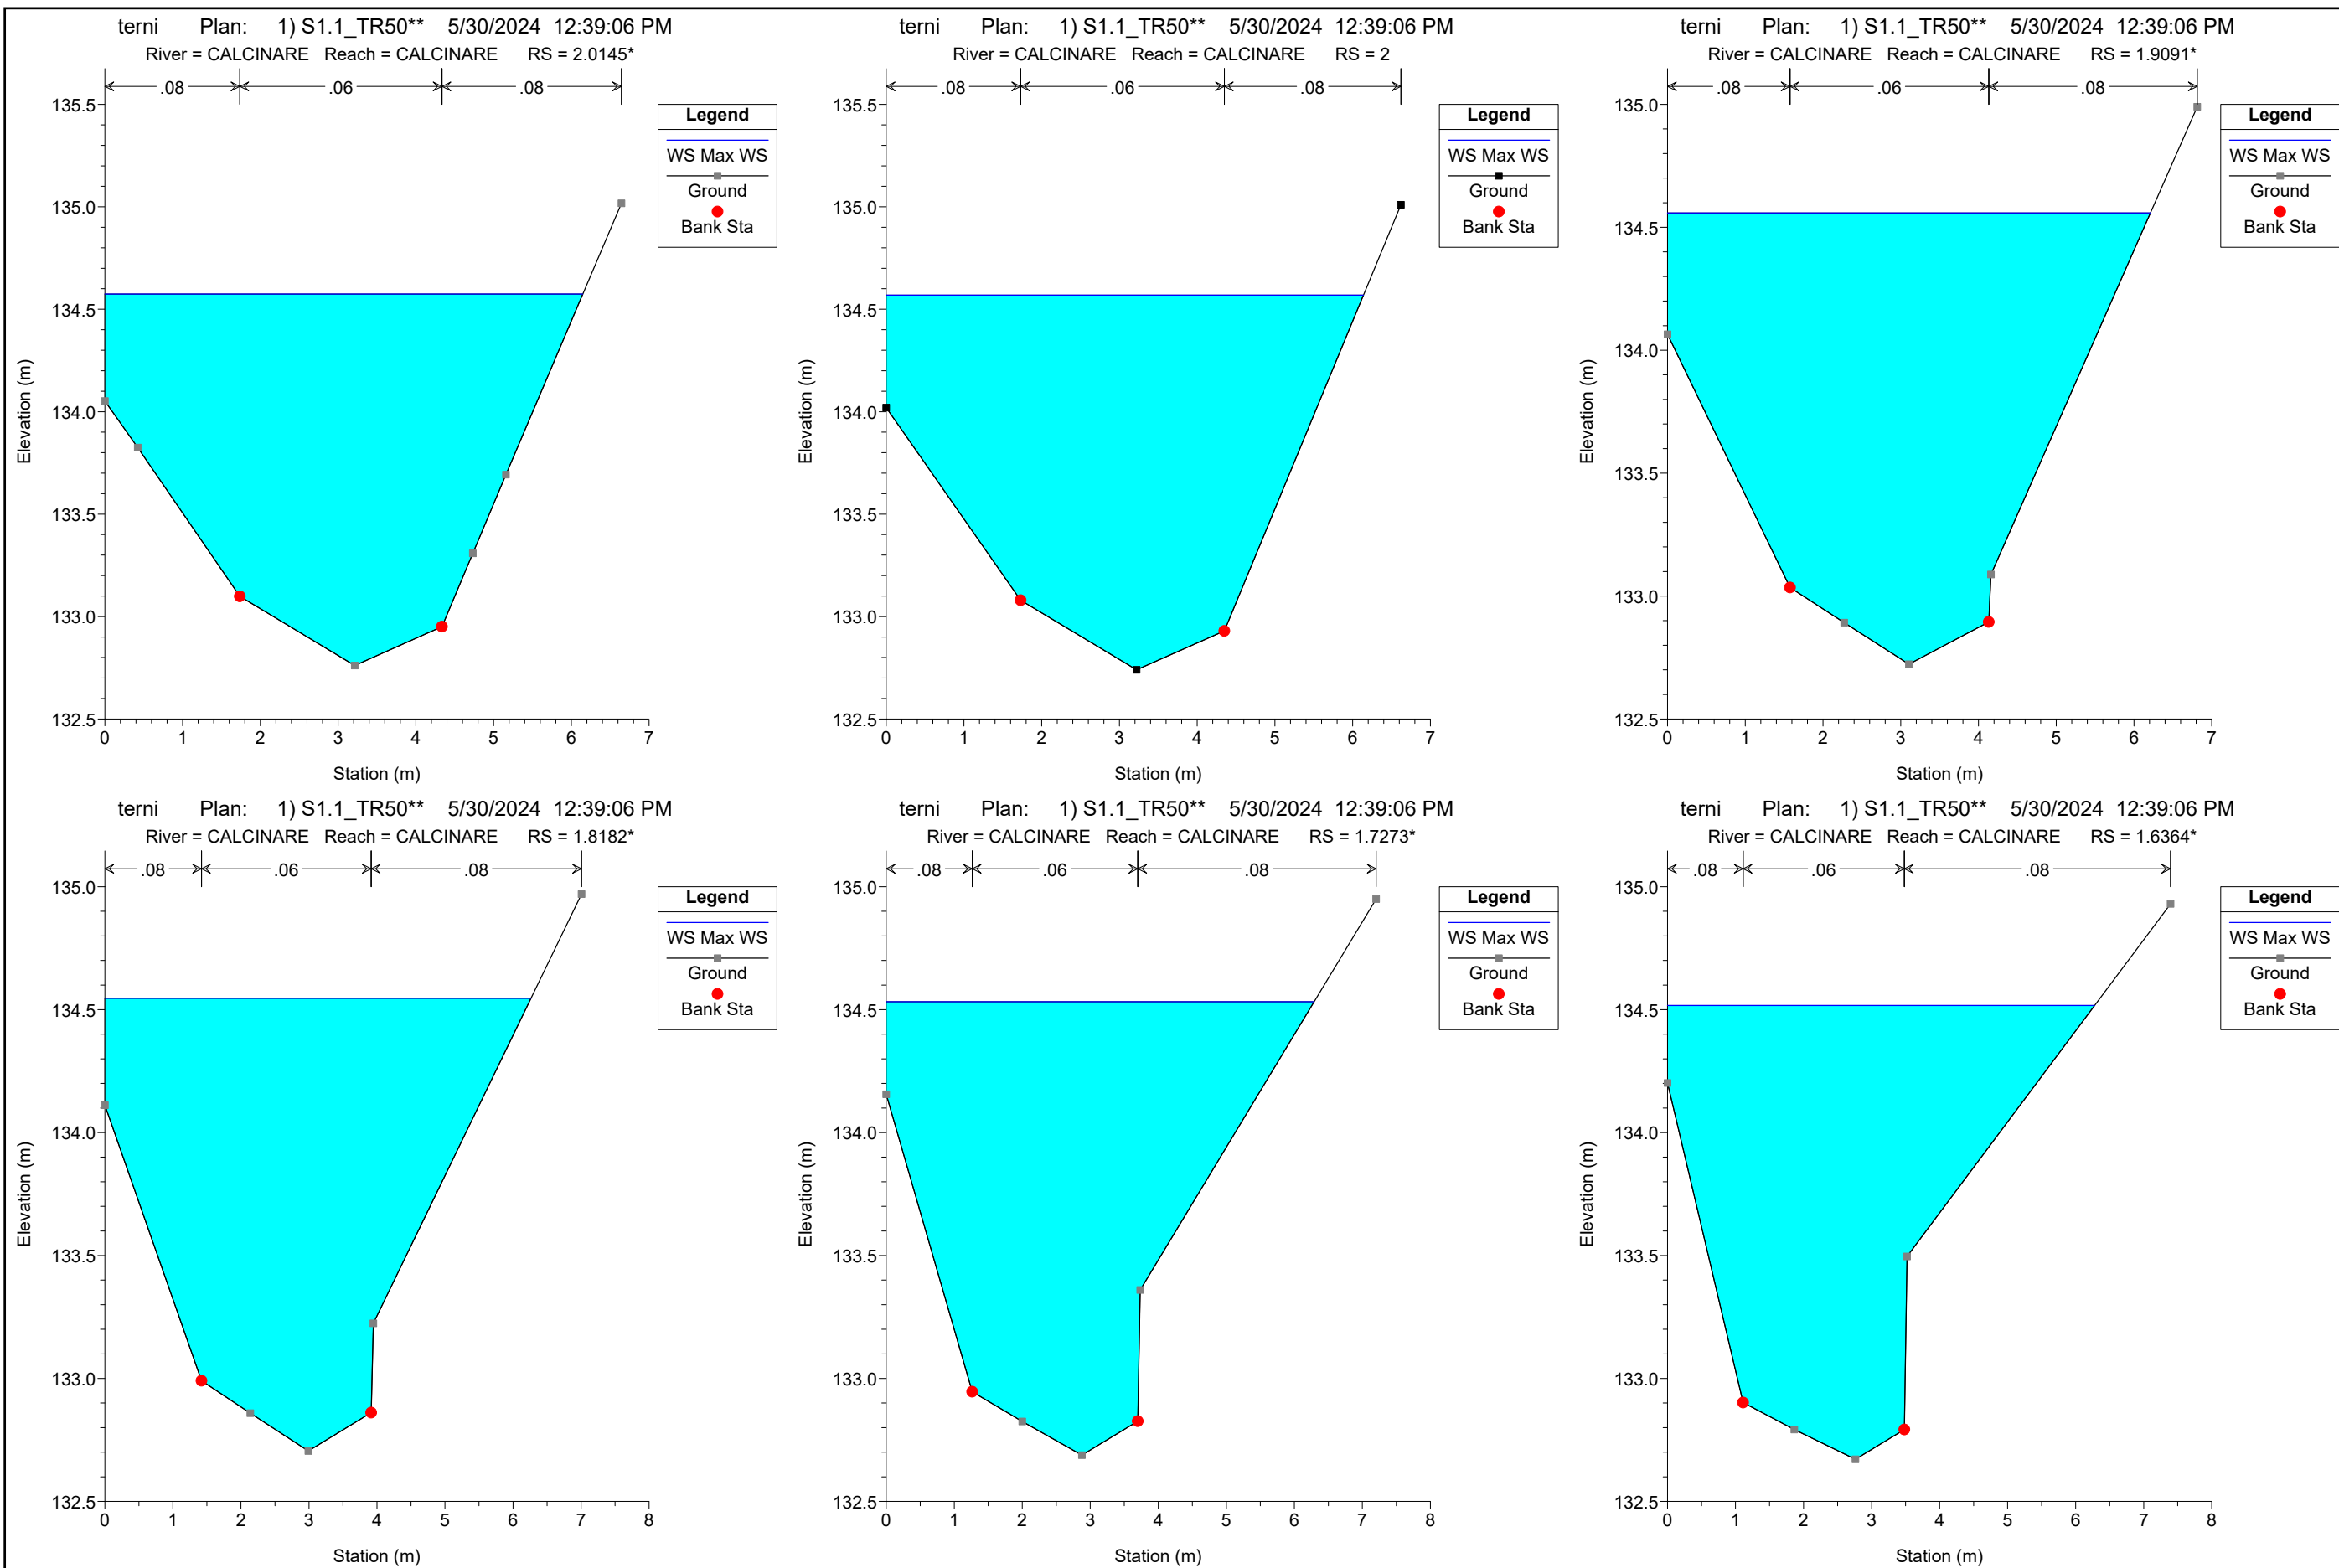 terni Plan: 1) S1.1_TR50** 5/30/2024 12:39:06 PM
River = CALCINARE Reach = CALCINARE RS = 2.0145*
.08 .06 .08
135.5
135.0
134.5
134.0
133.5
133.0
132.5
Elevation (m)
0 1 2 3 4 5 6 7
Station (m)
Legend
WS Max WS
Ground
Bank Sta
terni Plan: 1) S1.1_TR50** 5/30/2024 12:39:06 PM
River = CALCINARE Reach = CALCINARE RS = 2
.08 .06 .08
135.5
135.0
134.5
134.0
133.5
133.0
132.5
Elevation (m)
0 1 2 3 4 5 6 7
Station (m)
Legend
WS Max WS
Ground
Bank Sta
terni Plan: 1) S1.1_TR50** 5/30/2024 12:39:06 PM
River = CALCINARE Reach = CALCINARE RS = 1.9091*
.08 .06 .08
135.0
134.5
134.0
133.5
133.0
132.5
Elevation (m)
0 1 2 3 4 5 6 7
Station (m)
Legend
WS Max WS
Ground
Bank Sta
terni Plan: 1) S1.1_TR50** 5/30/2024 12:39:06 PM
River = CALCINARE Reach = CALCINARE RS = 1.8182*
.08 .06 .08
135.0
134.5
134.0
133.5
133.0
132.5
Elevation (m)
0 1 2 3 4 5 6 7 8
Station (m)
Legend
WS Max WS
Ground
Bank Sta
terni Plan: 1) S1.1_TR50** 5/30/2024 12:39:06 PM
River = CALCINARE Reach = CALCINARE RS = 1.7273*
.08 .06 .08
135.0
134.5
134.0
133.5
133.0
132.5
Elevation (m)
0 1 2 3 4 5 6 7 8
Station (m)
Legend
WS Max WS
Ground
Bank Sta
terni Plan: 1) S1.1_TR50** 5/30/2024 12:39:06 PM
River = CALCINARE Reach = CALCINARE RS = 1.6364*
.08 .06 .08
135.0
134.5
134.0
133.5
133.0
132.5
Elevation (m)
0 1 2 3 4 5 6 7 8
Station (m)
Legend
WS Max WS
Ground
Bank Sta